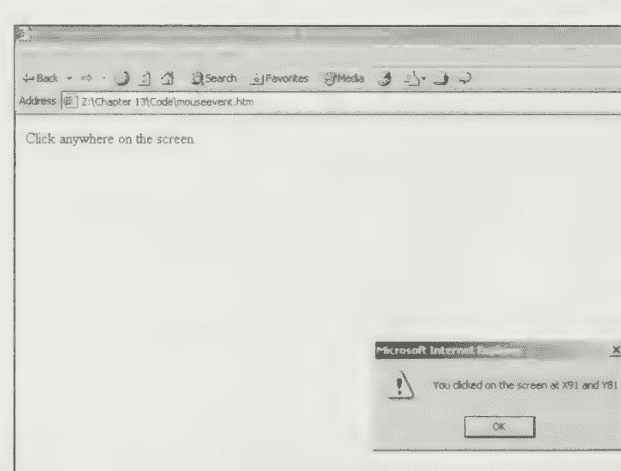 Back Search Favorites Media
Address Z:\Chapter 13\Code\mouseevent.htm
Click anywhere on the screen
Microsoft Internet Explorer
You clicked on the screen at X91 and Y81
OK